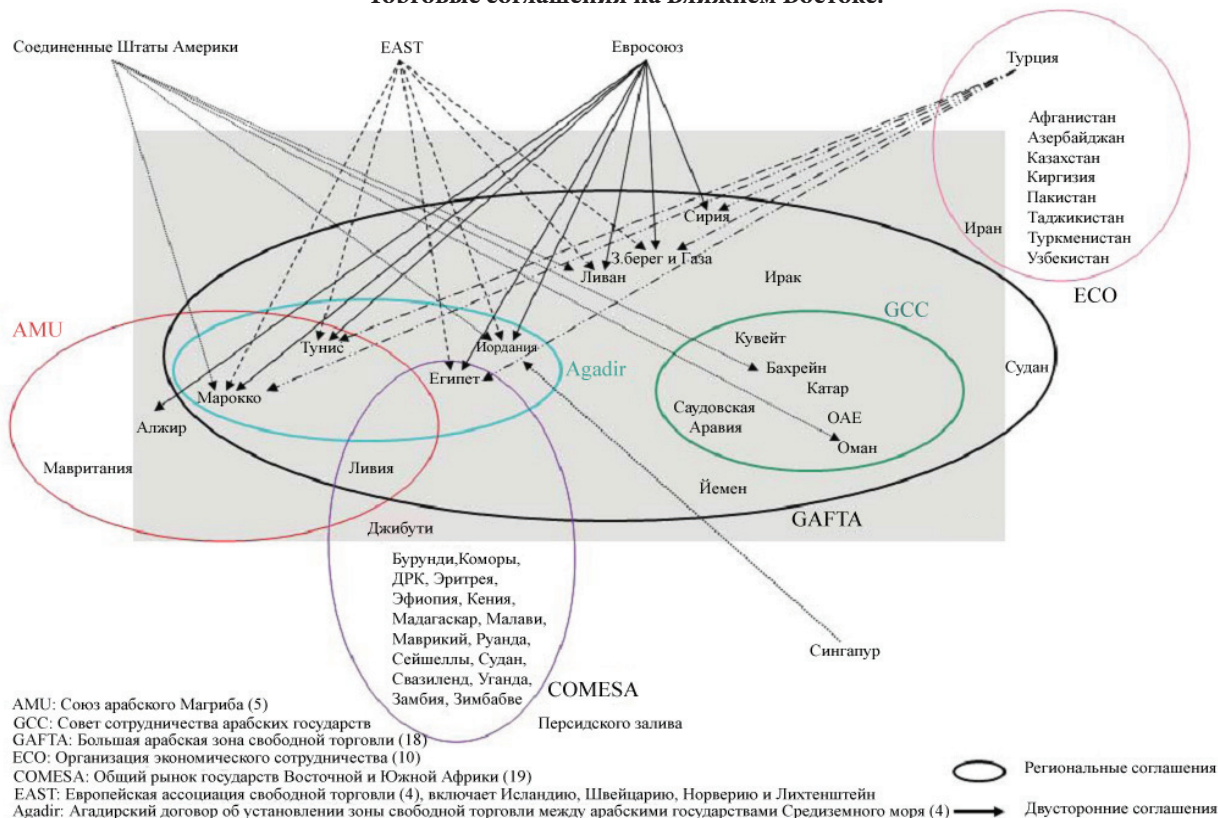 Торговые соглашения на Ближнем Востоке.
Соединенные Штаты Америки
EAST
Евросоюз
Турция
Афганистан
Азербайджан
Казахстан
Киргизия
Пакистан
Таджикистан
Туркменистан
Узбекистан
Иран
ECO
Сирия
З.берег и Газа
Ливан
Ирак
AMU
GCC
Тунис
Иордания
Agadir
Египет
Марокко
Алжир
Мавритания
Ливия
Кувейт
Бахрейн
Катар
Саудовская
Аравия
ОАЕ
Оман
Судан
Йемен
GAFTA
Джибути
Бурунди,Коморы,
ДРК, Эритрея,
Эфиопия, Кения,
Мадагаскар, Малави,
Маврикий, Руанда,
Сейшеллы, Судан,
Свазиленд, Уганда,
Замбия, Зимбабве
COMESA
Сингапур
AMU: Союз арабского Магриба (5)
GCC: Совет сотрудничества арабских государств Персидского залива
GAFTA: Большая арабская зона свободной торговли (18)
ECO: Организация экономического сотрудничества (10)
COMESA: Общий рынок государств Восточной и Южной Африки (19)
EAST: Европейская ассоциация свободной торговли (4), включает Исландию, Швейцарию, Норверию и Лихтенштейн
Agadir: Агадирский договор об установлении зоны свободной торговли между арабскими государствами Средиземного моря (4)
Региональные соглашения
Двусторонние соглашения